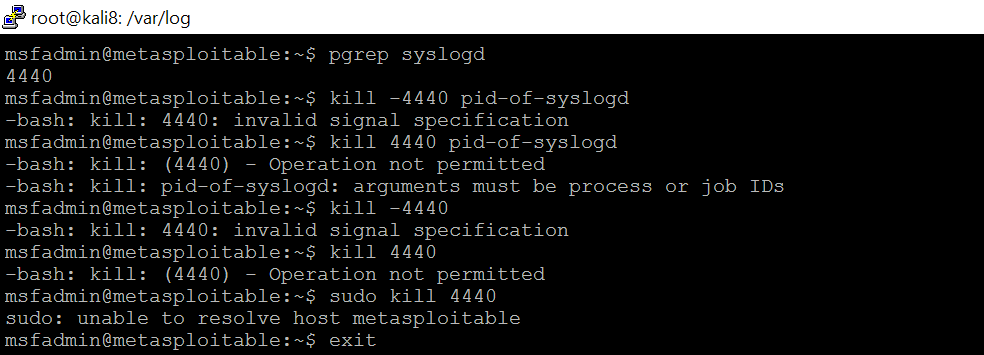 root@kali8: /var/log
msfadmin@metasploitable:~$ pgrep syslogd
4440
msfadmin@metasploitable:~$ kill -4440 pid-of-syslogd
-bash: kill: 4440: invalid signal specification
msfadmin@metasploitable:~$ kill 4440 pid-of-syslogd
-bash: kill: (4440) - Operation not permitted
-bash: kill: pid-of-syslogd: arguments must be process or job IDs
msfadmin@metasploitable:~$ kill -4440
-bash: kill: 4440: invalid signal specification
msfadmin@metasploitable:~$ kill 4440
-bash: kill: (4440) - Operation not permitted
msfadmin@metasploitable:~$ sudo kill 4440
sudo: unable to resolve host metasploitable
msfadmin@metasploitable:~$ exit